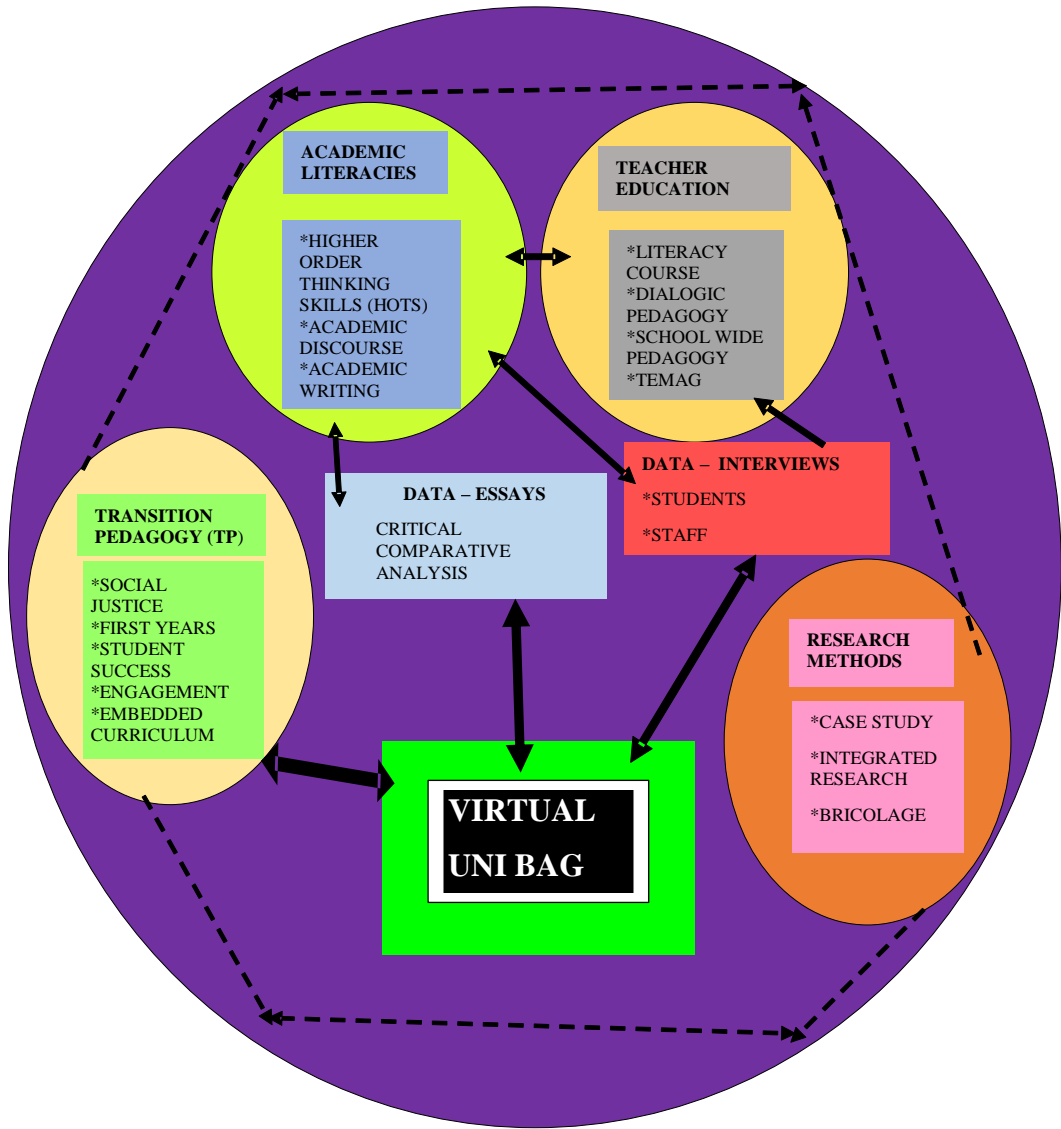 ACADEMIC
LITERACIES
*HIGHER
ORDER
THINKING
SKILLS (HOTS)
*ACADEMIC
DISCOURSE
*ACADEMIC
WRITING
TEACHER
EDUCATION
*LITERACY
COURSE
*DIALOGIC
PEDAGOGY
*SCHOOL WIDE
PEDAGOGY
*TEMAG
TRANSITION
PEDAGOGY (TP)
*SOCIAL
JUSTICE
*FIRST YEARS
*STUDENT
SUCCESS
*ENGAGEMENT
*EMBEDDED
CURRICULUM
DATA – ESSAYS
CRITICAL
COMPARATIVE
ANALYSIS
DATA – INTERVIEWS
*STUDENTS
*STAFF
RESEARCH
METHODS
*CASE STUDY
*INTEGRATED
RESEARCH
*BRICOLAGE
VIRTUAL
UNI BAG